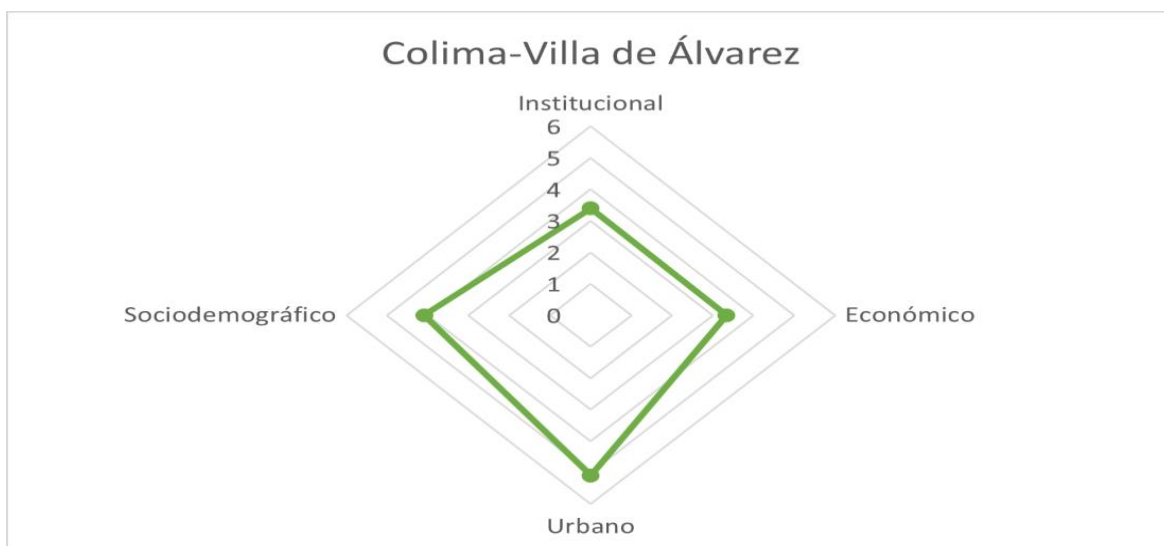 Colima-Villa de Álvarez
Institucional
6
5
4
3
2
1
0
Sociodemográfico
Económico
Urbano